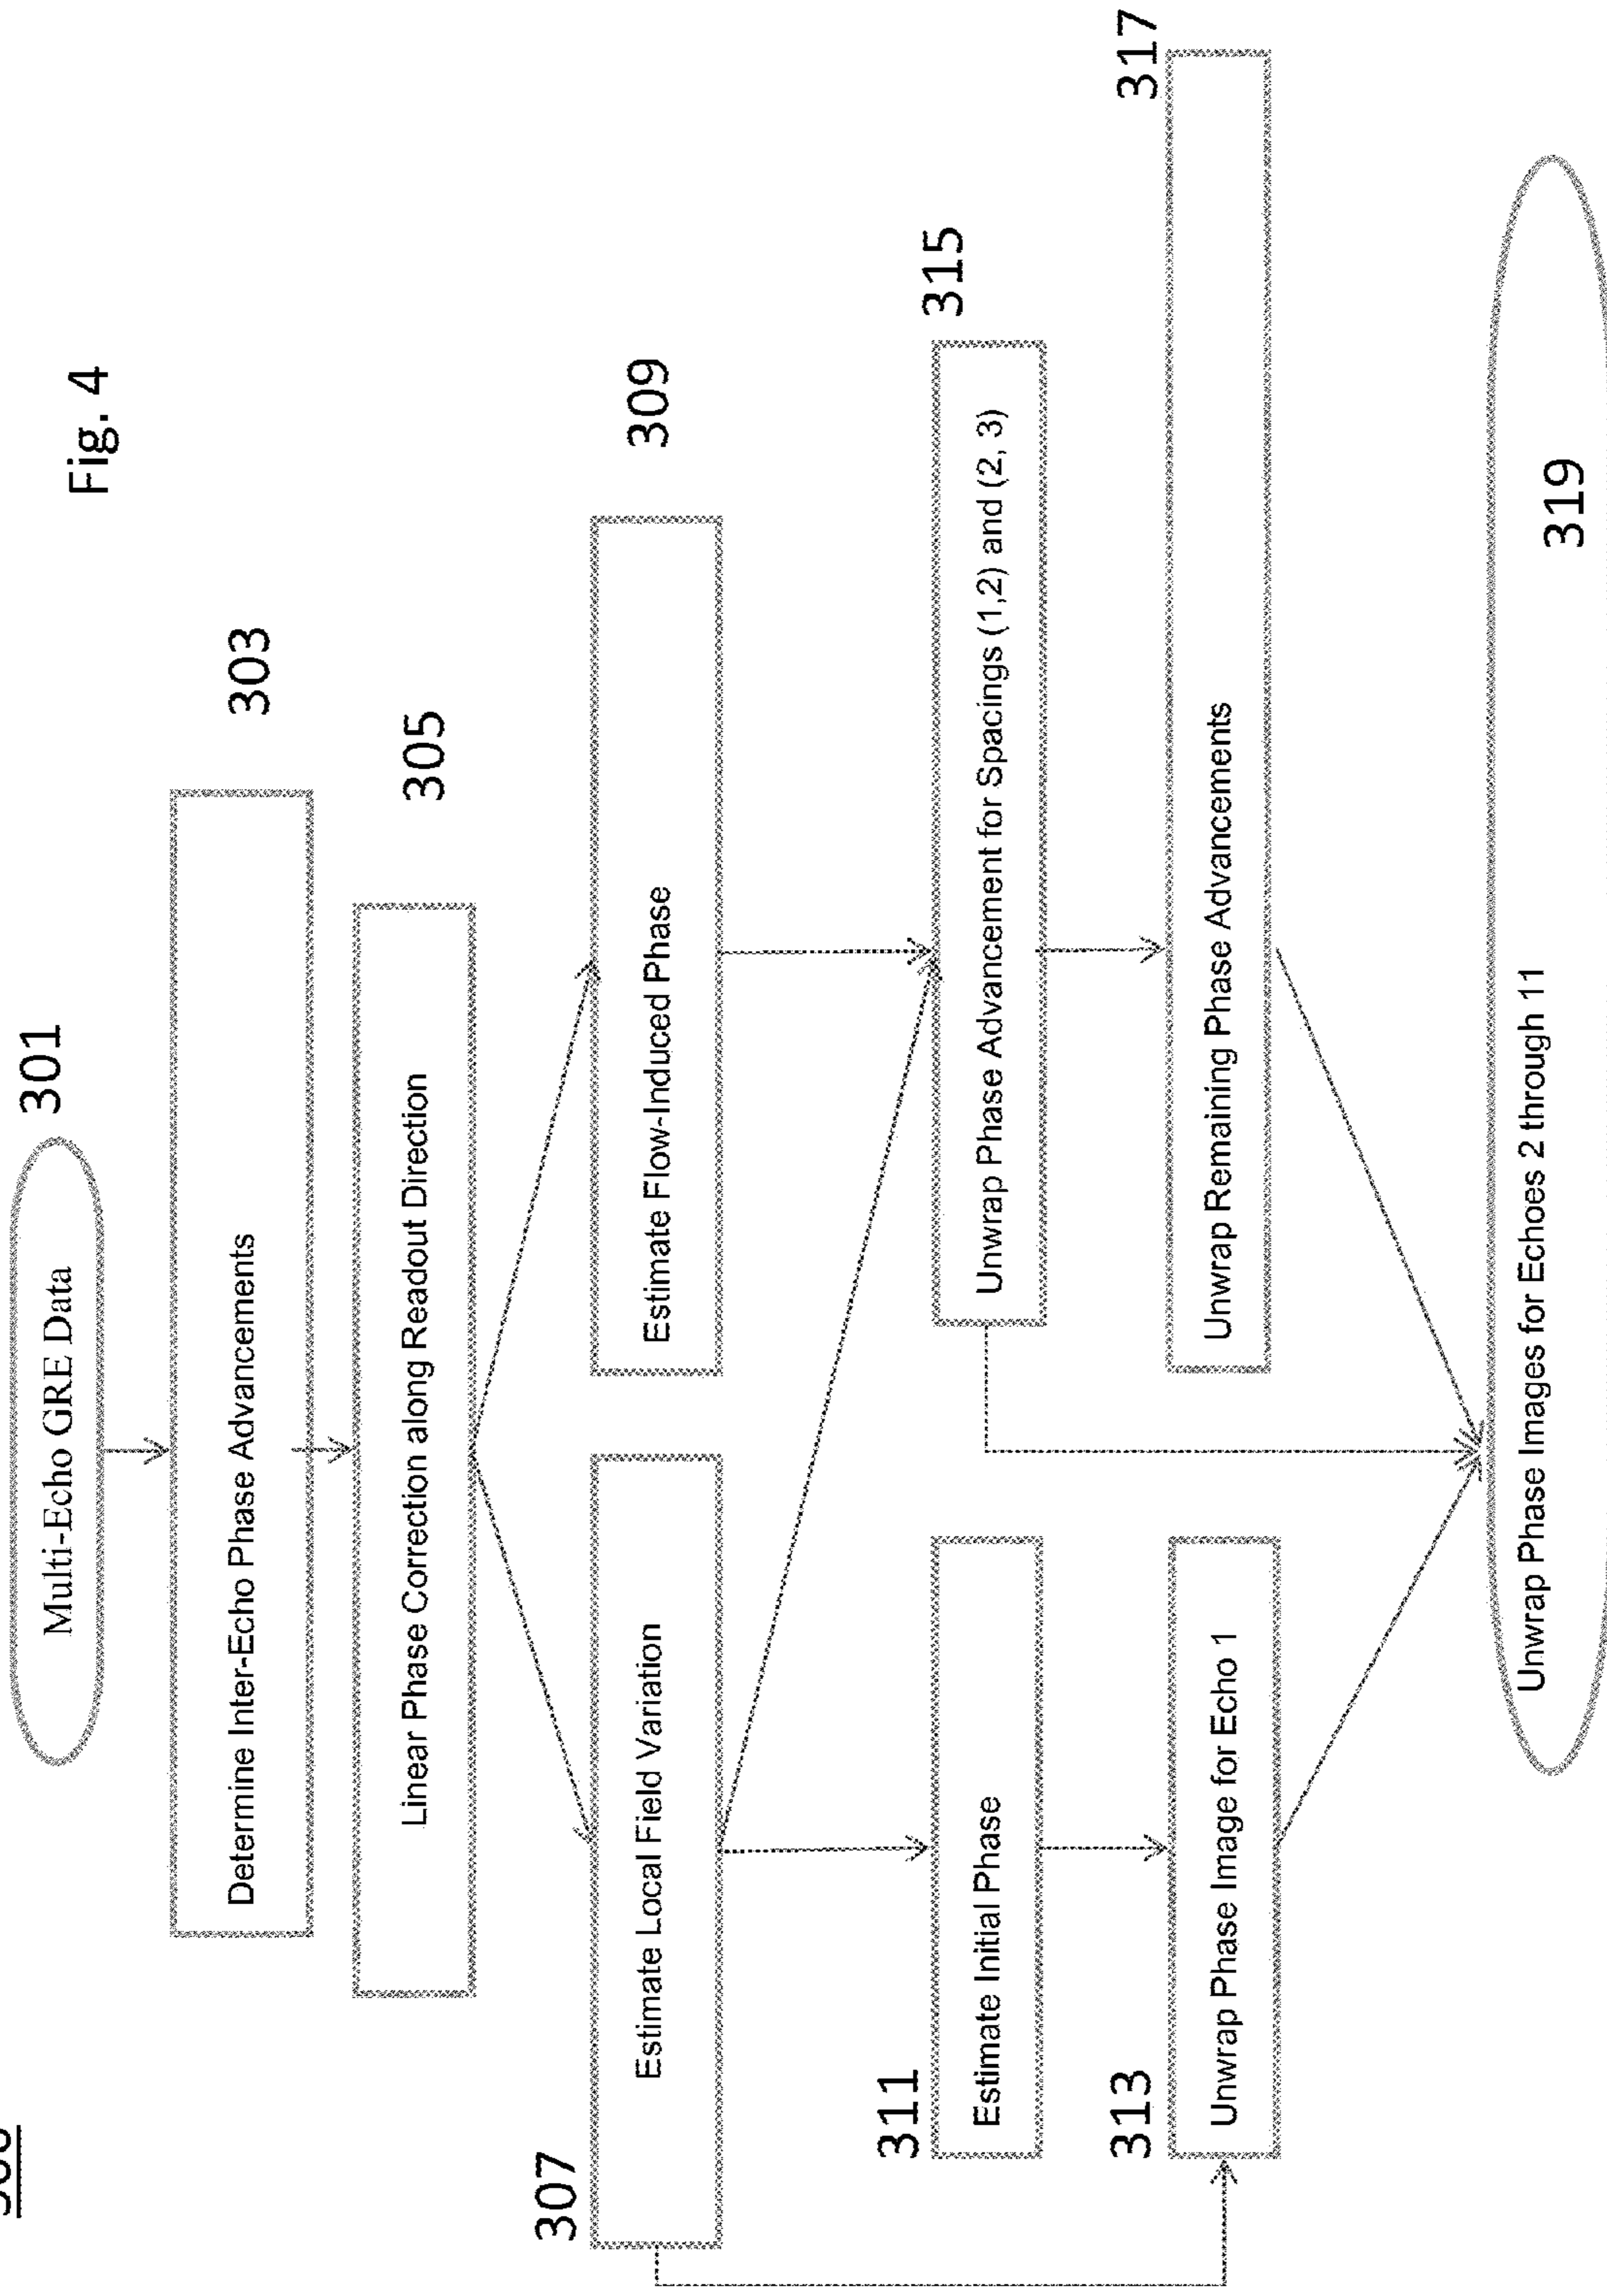 Fig. 4
301
Multi-Echo GRE Data
303
Determine Inter-Echo Phase Advancements
305
Linear Phase Correction along Readout Direction
307
Estimate Local Field Variation
309
Estimate Flow-Induced Phase
311
Estimate Initial Phase
315
Unwrap Phase Advancement for Spacings (1,2) and (2, 3)
313
Unwrap Phase Image for Echo 1
317
Unwrap Remaining Phase Advancements
Unwrap Phase Images for Echoes 2 through 11
319